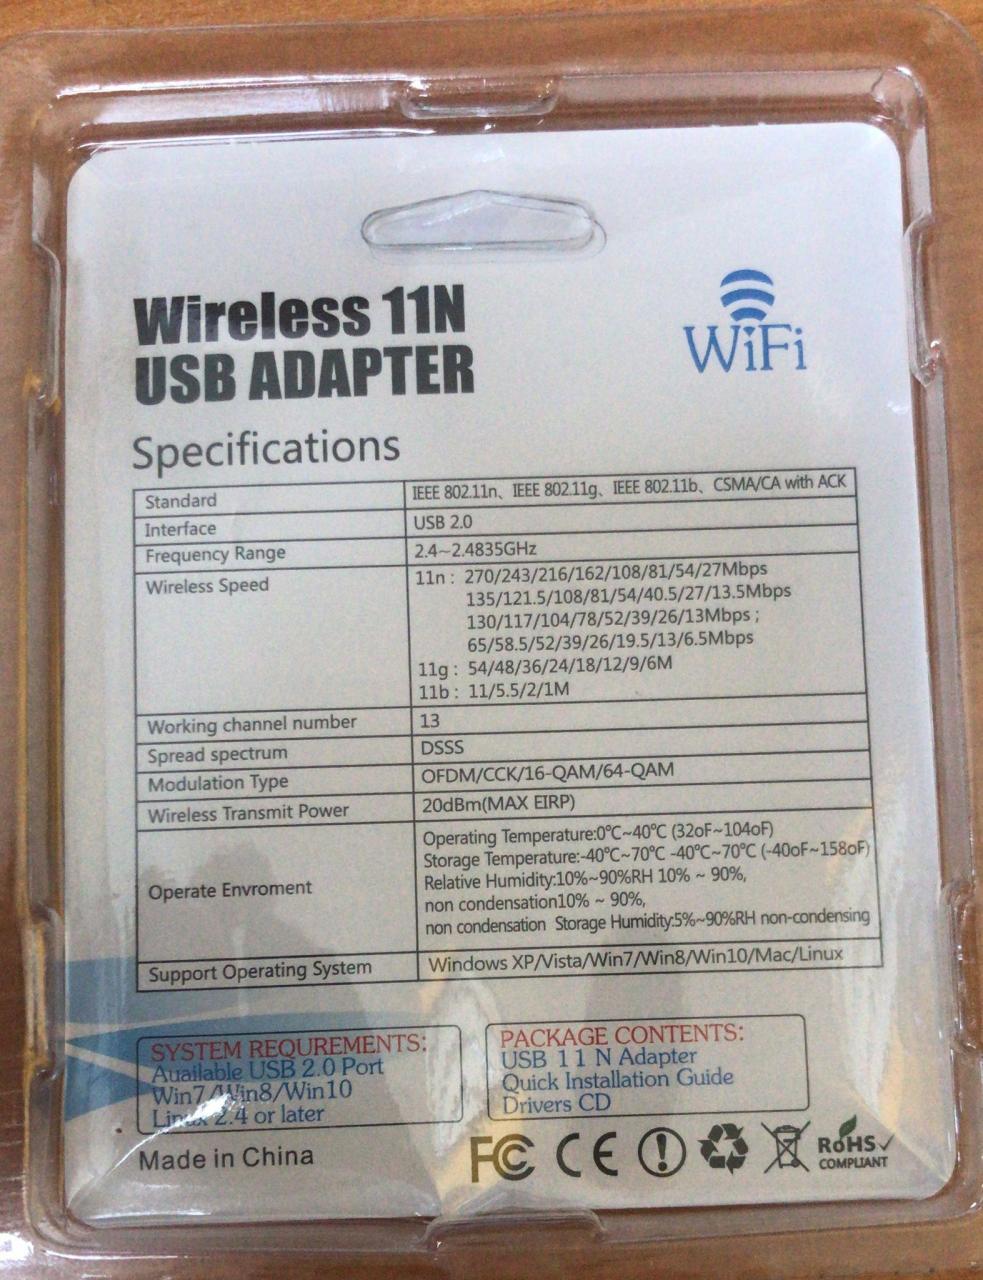 Wireless 11N
USB ADAPTER
WiFi
Specifications
Standard IEEE 802.11n、IEEE 802.11g、IEEE 802.11b、CSMA/CA with ACK
Interface USB 2.0
Frequency Range 2.4~2.4835GHz
Wireless Speed 11n : 270/243/216/162/108/81/54/27Mbps
135/121.5/108/81/54/40.5/27/13.5Mbps
130/117/104/78/52/39/26/13Mbps ;
65/58.5/52/39/26/19.5/13/6.5Mbps
11g : 54/48/36/24/18/12/9/6M
11b : 11/5.5/2/1M
Working channel number 13
Spread spectrum DSSS
Modulation Type OFDM/CCK/16-QAM/64-QAM
Wireless Transmit Power 20dBm(MAX EIRP)
Operate Envroment
Operating Temperature:0℃~40℃ (32oF~104oF)
Storage Temperature:-40℃~70℃ -40℃~70℃ (-40oF~158oF)
Relative Humidity:10%~90%RH 10% ~ 90%,
non condensation10% ~ 90%,
non condensation Storage Humidity:5%~90%RH non-condensing
Support Operating System Windows XP/Vista/Win7/Win8/Win10/Mac/Linux
SYSTEM REQUREMENTS:
Auailable USB 2.0 Port
Win7/Win8/Win10
Linux 2.4 or later
PACKAGE CONTENTS:
USB 11N Adapter
Quick Installation Guide
Drivers CD
Made in China
FC CE RoHS
COMPLIANT